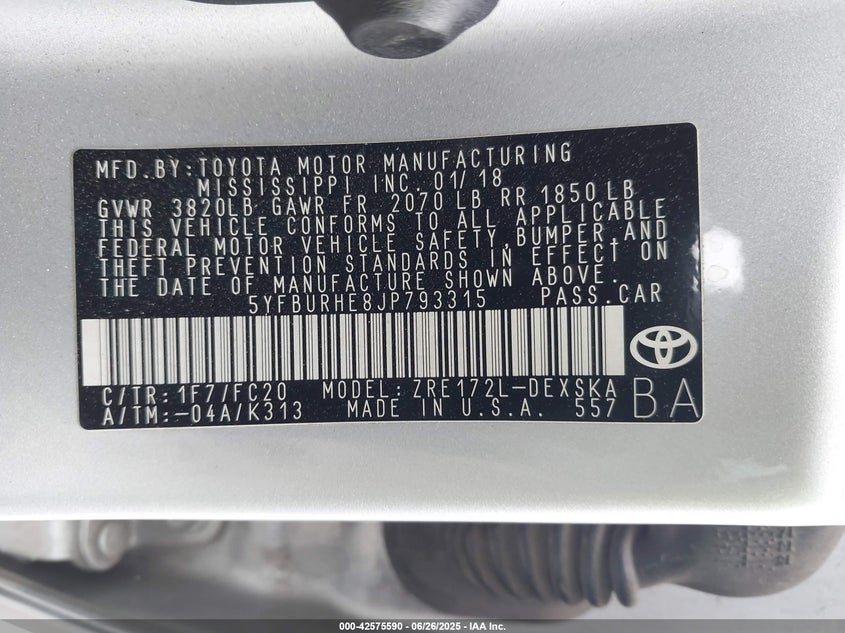 MFD.BY:TOYOTA MOTOR MANUFACTURING
MISSISSIPPI INC. 01/18
GVWR 3820LB GAWR FR 2070 LB RR 1850 LB
THIS VEHICLE CONFORMS TO ALL APPLICABLE
FEDERAL MOTOR VEHICLE SAFETY,BUMPER,AND
THEFT PREVENTION STANDARDS IN EFFECT ON
THE DATE OF MANUFACTURE SHOWN ABOVE.
5YFBURHE8JP793315 PASS.CAR
C/TR:1F7/FC20 MODEL:ZRE172L-DEXSKA
A/TM:-04A/K313 MADE IN U.S.A. 557
BA
000-42575590 - 06/26/2025 - IAA Inc.